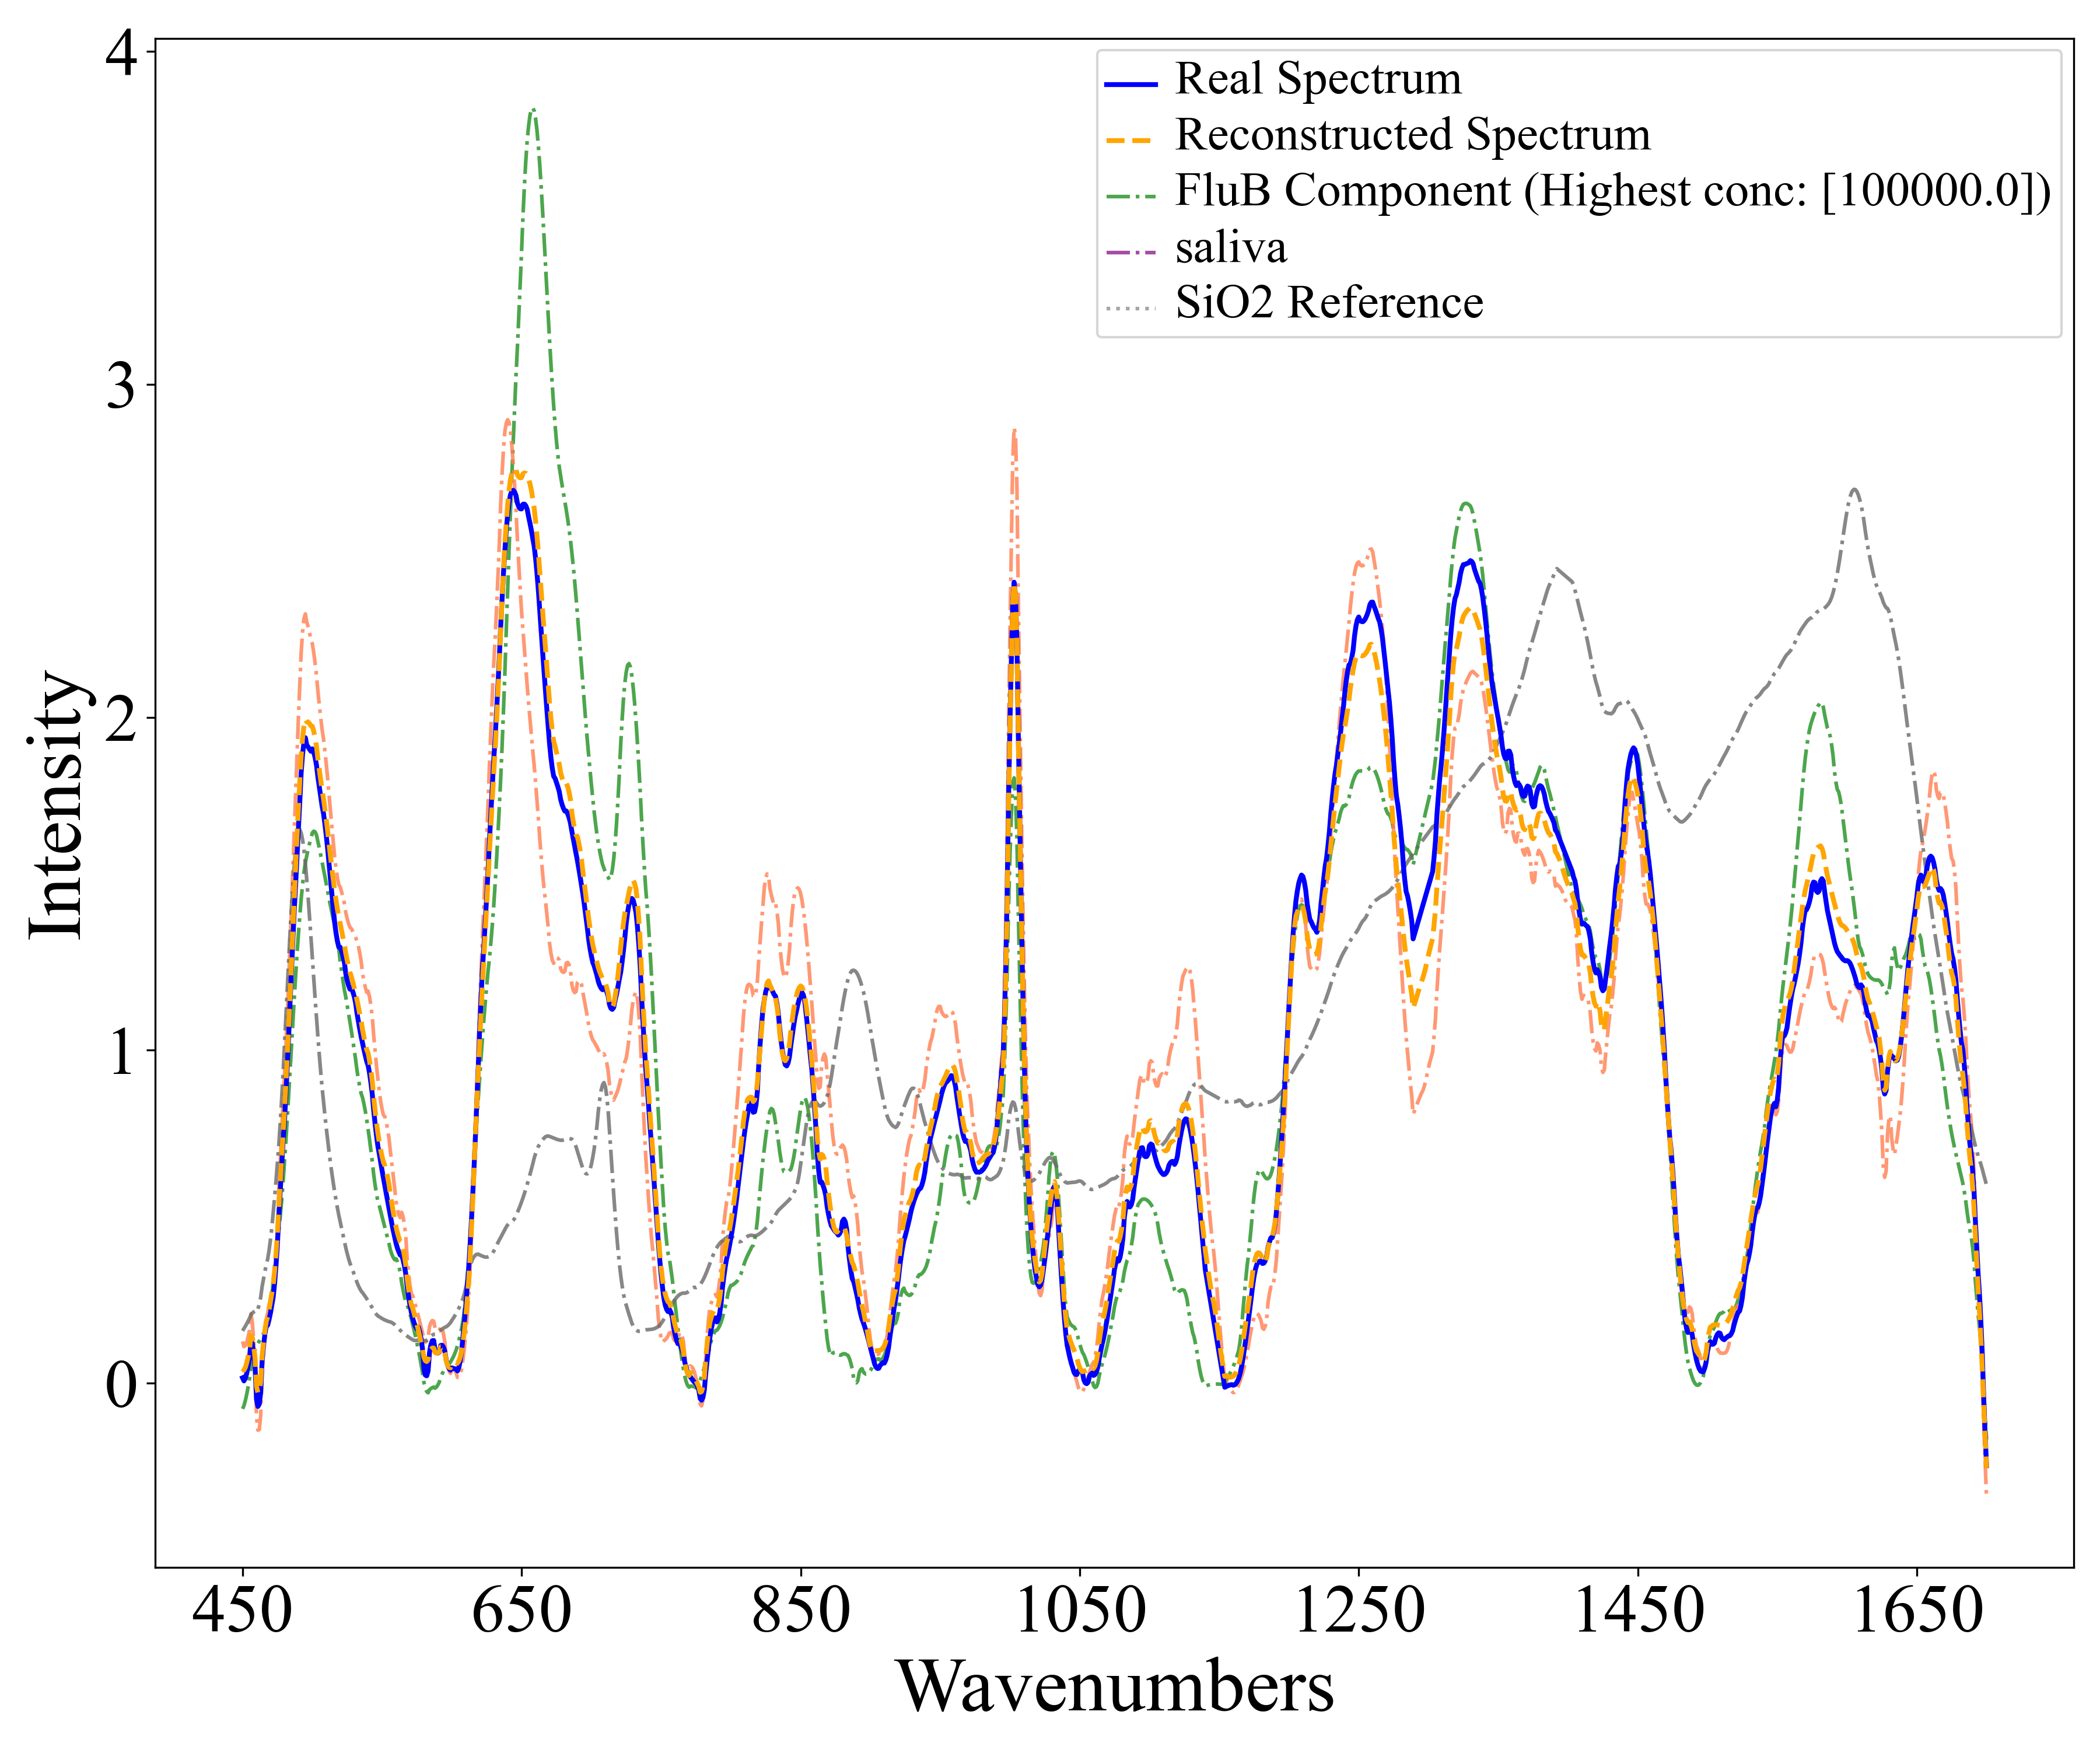 Real Spectrum
Reconstructed Spectrum
FluB Component (Highest conc: [100000.0])
saliva
SiO2 Reference
Intensity
4
3
2
1
0
450 650 850 1050 1250 1450 1650
Wavenumbers